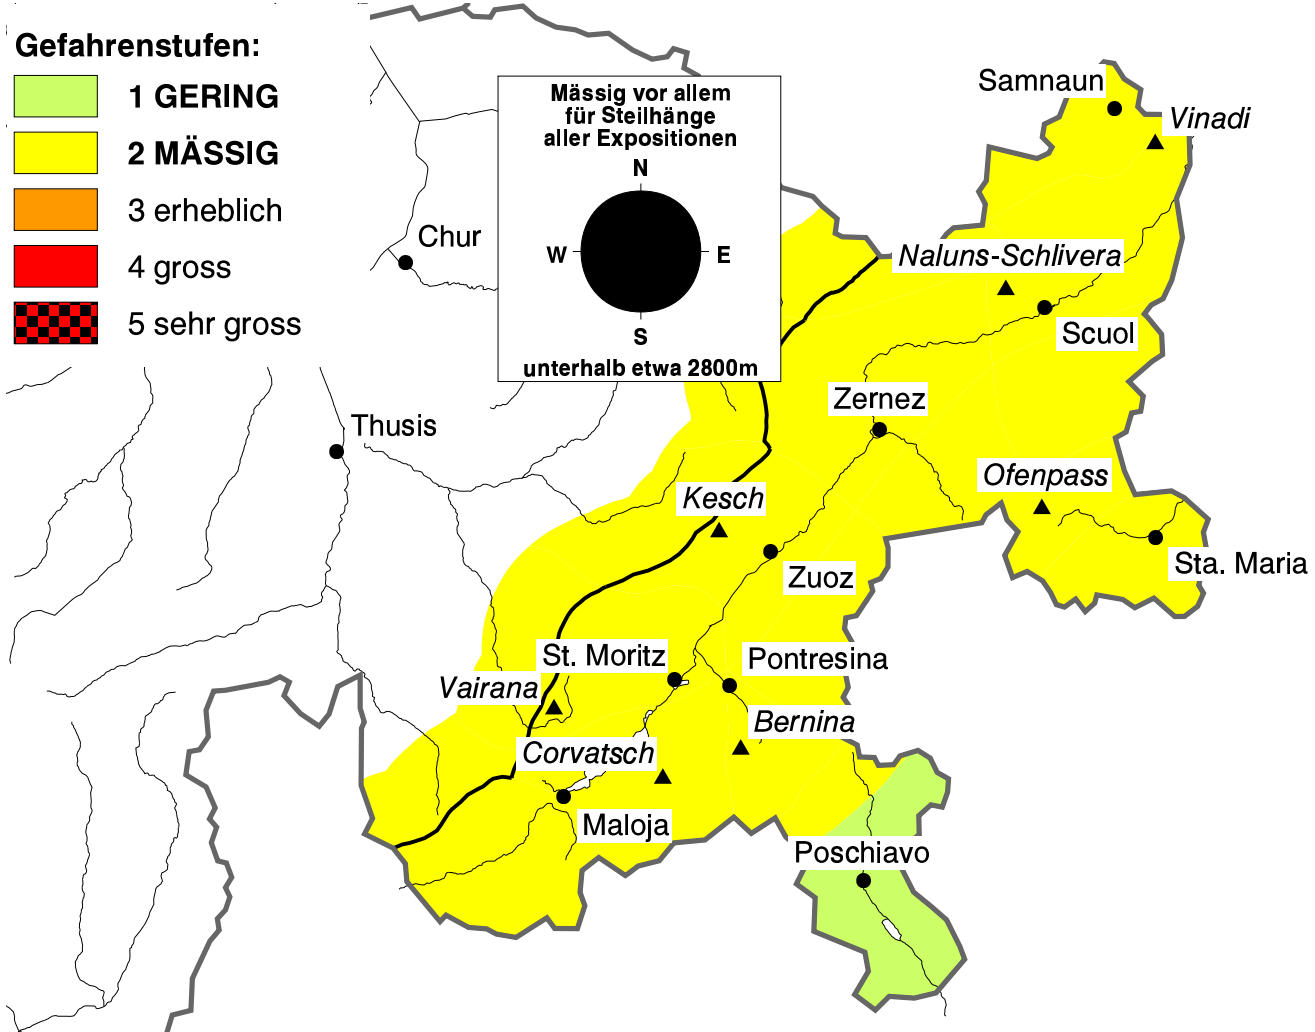 Gefahrenstufen:
1 GERING
2 MÄSSIG
3 erheblich
4 gross
5 sehr gross
Mässig vor allem
für Steilhänge
aller Expositionen
N
W
E
S
unterhalb etwa 2800m
Samnaun
Vinadi
Chur
Naluns-Schlivera
Scuol
Zernez
Thusis
Ofenpass
Kesch
Sta. Maria
Zuoz
St. Moritz
Pontresina
Vairana
Bernina
Corvatsch
Maloja
Poschiavo